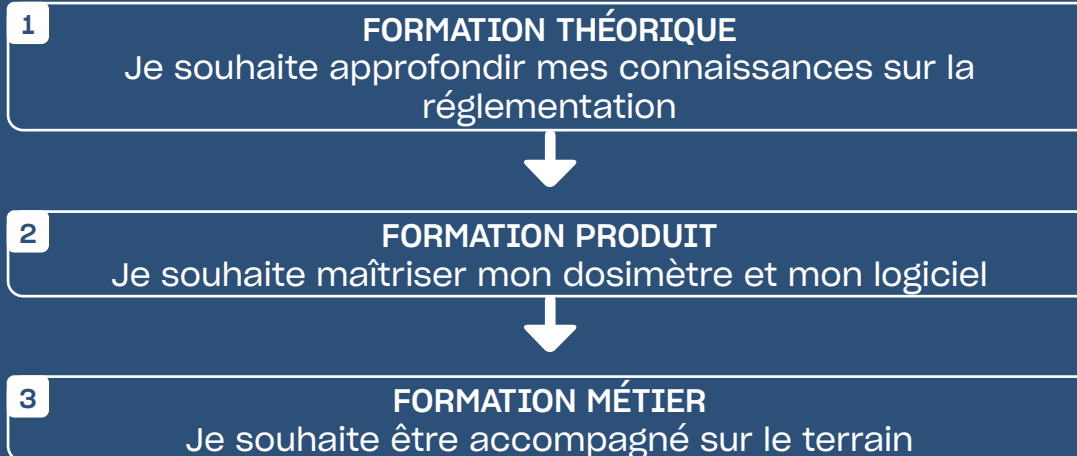 1
FORMATION THÉORIQUE
Je souhaite approfondir mes connaissances sur la
réglementation
2
FORMATION PRODUIT
Je souhaite maîtriser mon dosimètre et mon logiciel
3
FORMATION MÉTIER
Je souhaite être accompagné sur le terrain